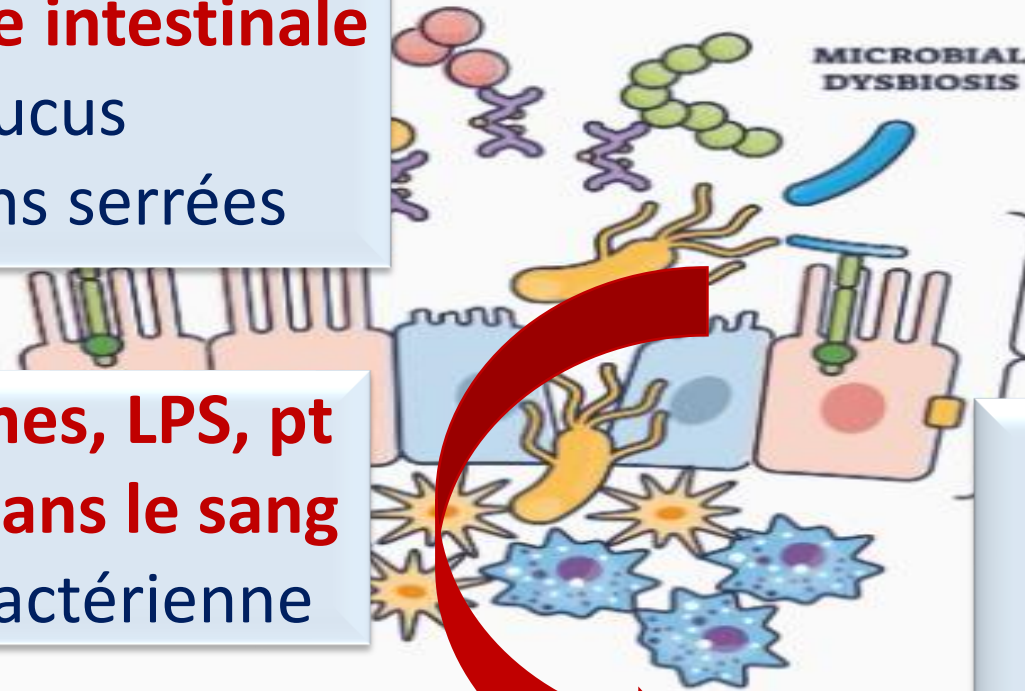 e intestinale
ucus
ns serrées
MICROBIAL
DYSBIOSIS
nes, LPS, pt
ans le sang
actérienne